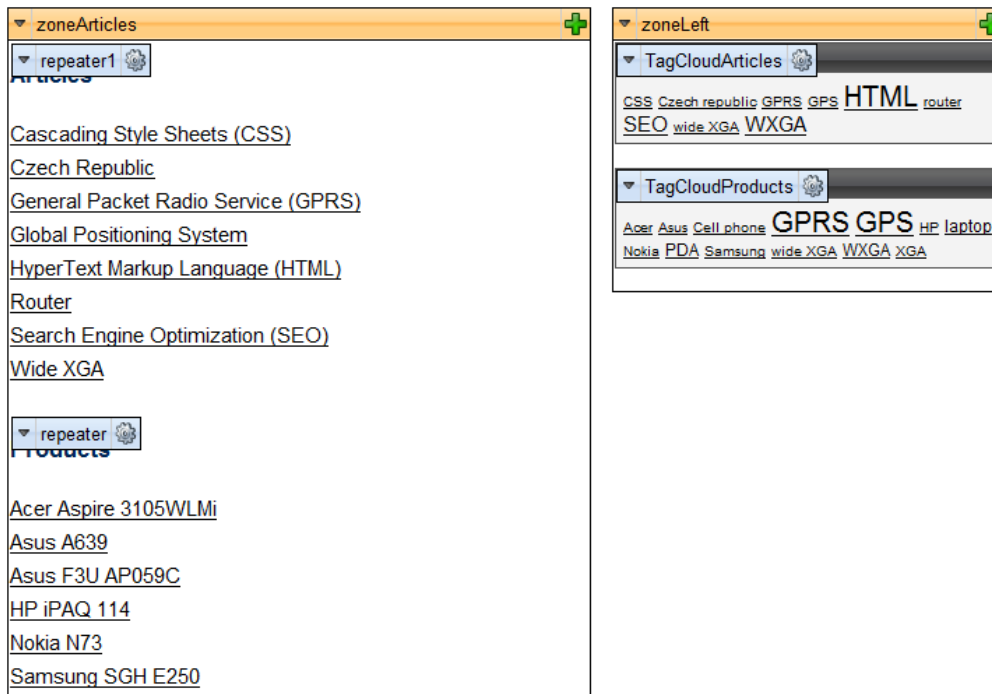 zoneArticles
repeater1
Articles
Cascading Style Sheets (CSS)
Czech Republic
General Packet Radio Service (GPRS)
Global Positioning System
HyperText Markup Language (HTML)
Router
Search Engine Optimization (SEO)
Wide XGA
repeater
Products
Acer Aspire 3105WLMi
Asus A639
Asus F3U AP059C
HP iPAQ 114
Nokia N73
Samsung SGH E250
zoneLeft
TagCloudArticles
CSS Czech republic GPRS GPS HTML router
SEO wide XGA WXGA
TagCloudProducts
Acer Asus Cell phone GPRS GPS HP laptop
Nokia PDA Samsung wide XGA WXGA XGA